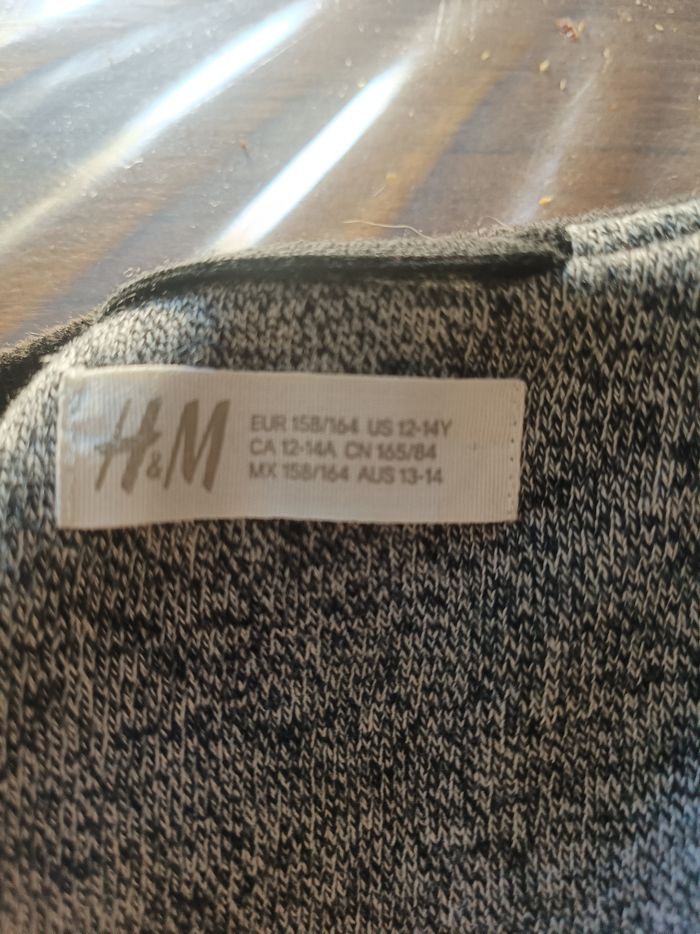 H&M
EUR 158/164 US 12-14Y
CA 12-14A CN 165/84
MX 158/164 AUS 13-14